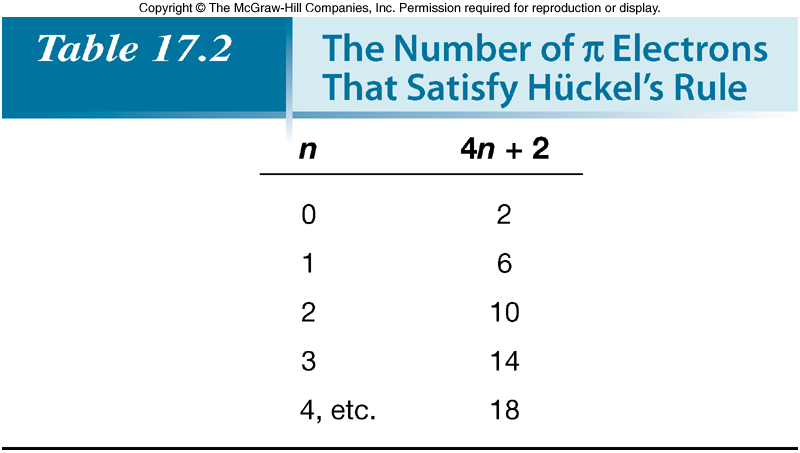 Copyright © The McGraw-Hill Companies, Inc. Permission required for reproduction or display.
Table 17.2
The Number of π Electrons
That Satisfy Hückel's Rule
n 4n + 2
0 2
1 6
2 10
3 14
4, etc. 18